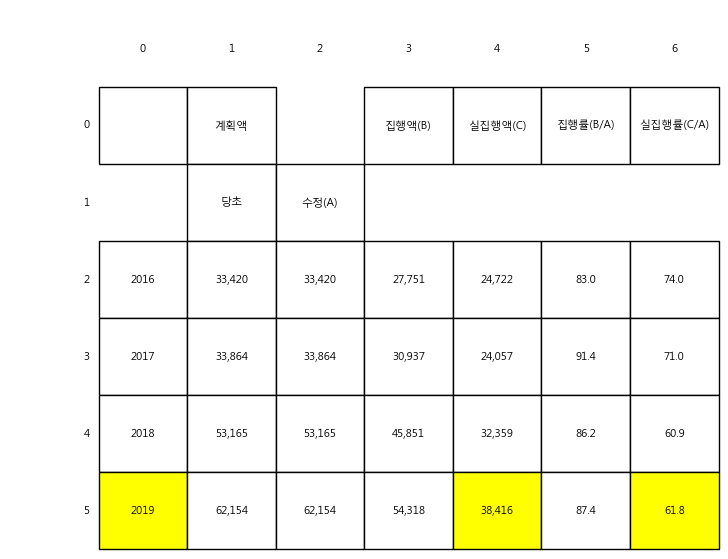 0 1 2 3 4 5 6
0 계획액 집행액(B) 실집행액(C) 집행률(B/A) 실집행률(C/A)
1 당초 수정(A)
2 2016 33,420 33,420 27,751 24,722 83.0 74.0
3 2017 33,864 33,864 30,937 24,057 91.4 71.0
4 2018 53,165 53,165 45,851 32,359 86.2 60.9
5 2019 62,154 62,154 54,318 38,416 87.4 61.8